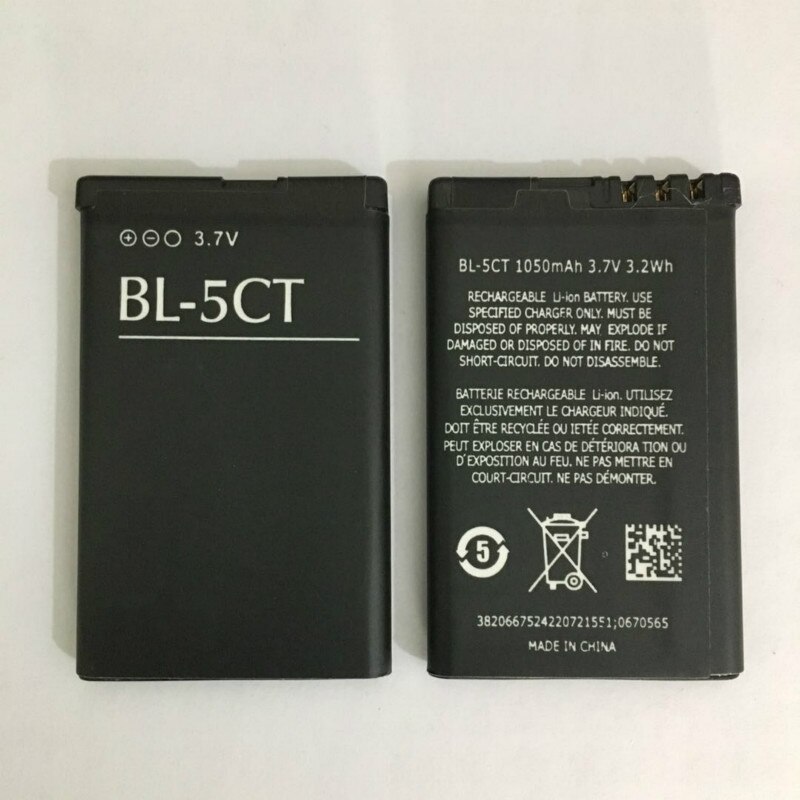 3.7V
BL-5CT
BL-5CT 1050mAh 3.7V 3.2Wh
RECHARGEABLE Li-ion BATTERY. USE
SPECIFIED CHARGER ONLY. MUST BE
DISPOSED OF PROPERLY. MAY EXPLODE IF
DAMAGED OR DISPOSED OF IN FIRE. DO NOT
SHORT-CIRCUIT. DO NOT DISASSEMBLE.
BATTERIE RECHARGEABLE Li-ion. UTILISEZ
EXCLUSIVEMENT LE CHARGEUR INDIQUÉ.
DOIT ÊTRE RECYCLÉE OU IETÉE CORRECTEMENT.
PEUT EXPLOSER EN CAS DE DÉTÉRIORA TION OU
D'EXPOSITION AU FEU. NE PAS METTRE EN
COURT-CIRCUIT. NE PAS DÉMONTER.
5
3820667524220721551;0670565
MADE IN CHINA